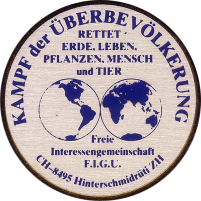 KAMPF der ÜBERBEVÖLKERUNG
RETTET
ERDE, LEBEN,
PFLANZEN, MENSCH
und TIER
Freie
Interessengemeinschaft
F.I.G.U.
CH-8495 Hinterschmidrüti/ZH